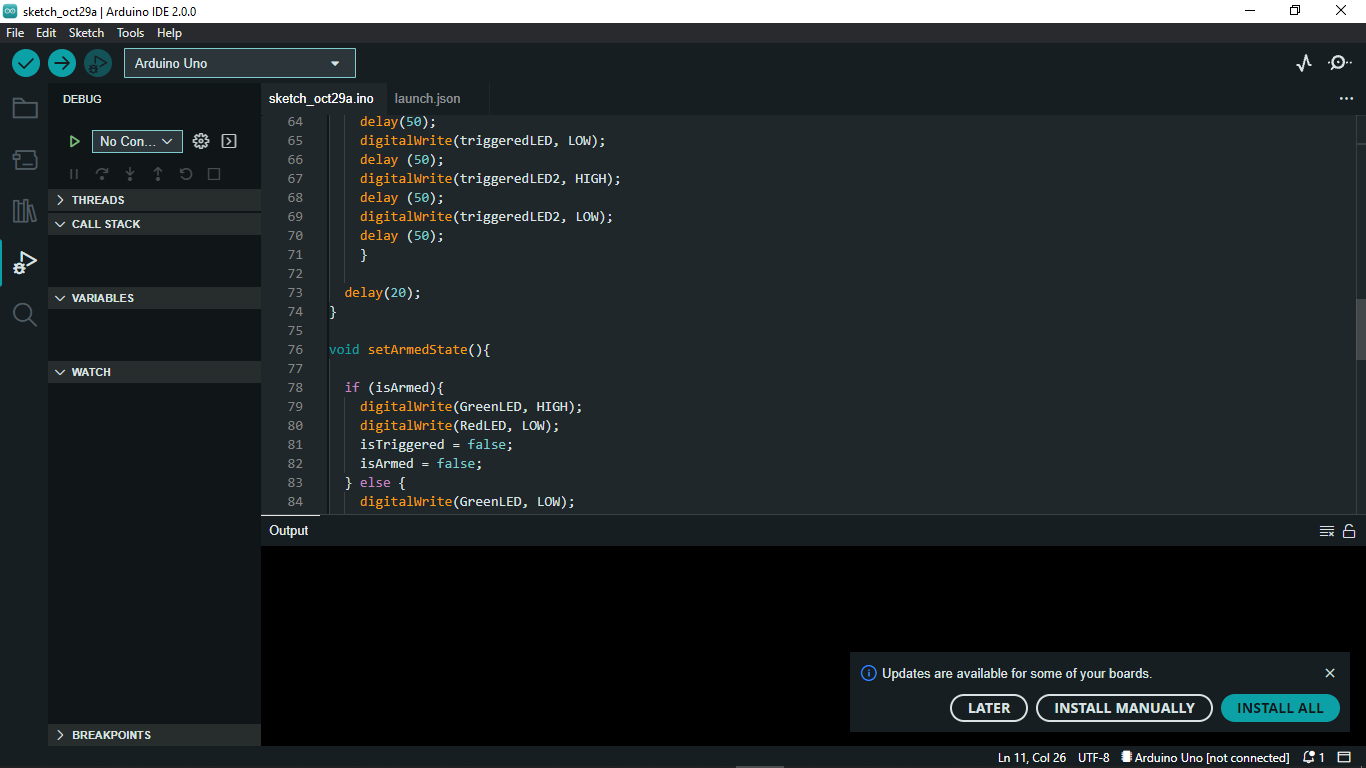 sketch_oct29a | Arduino IDE 2.0.0
File Edit Sketch Tools Help
Arduino Uno
DEBUG
No Con...
THREADS
CALL STACK
VARIABLES
WATCH
BREAKPOINTS
sketch_oct29a.ino launch.json
64 delay(50);
65 digitalWrite(triggeredLED, LOW);
66 delay (50);
67 digitalWrite(triggeredLED2, HIGH);
68 delay (50);
69 digitalWrite(triggeredLED2, LOW);
70 delay (50);
71 }
72
73 delay(20);
74 }
75
76 void setArmedState(){
77
78 if (isArmed){
79 digitalWrite(GreenLED, HIGH);
80 digitalWrite(RedLED, LOW);
81 isTriggered = false;
82 isArmed = false;
83 } else {
84 digitalWrite(GreenLED, LOW);
Output
Updates are available for some of your boards.
LATER INSTALL MANUALLY INSTALL ALL
Ln 11, Col 26 UTF-8 Arduino Uno [not connected] 1